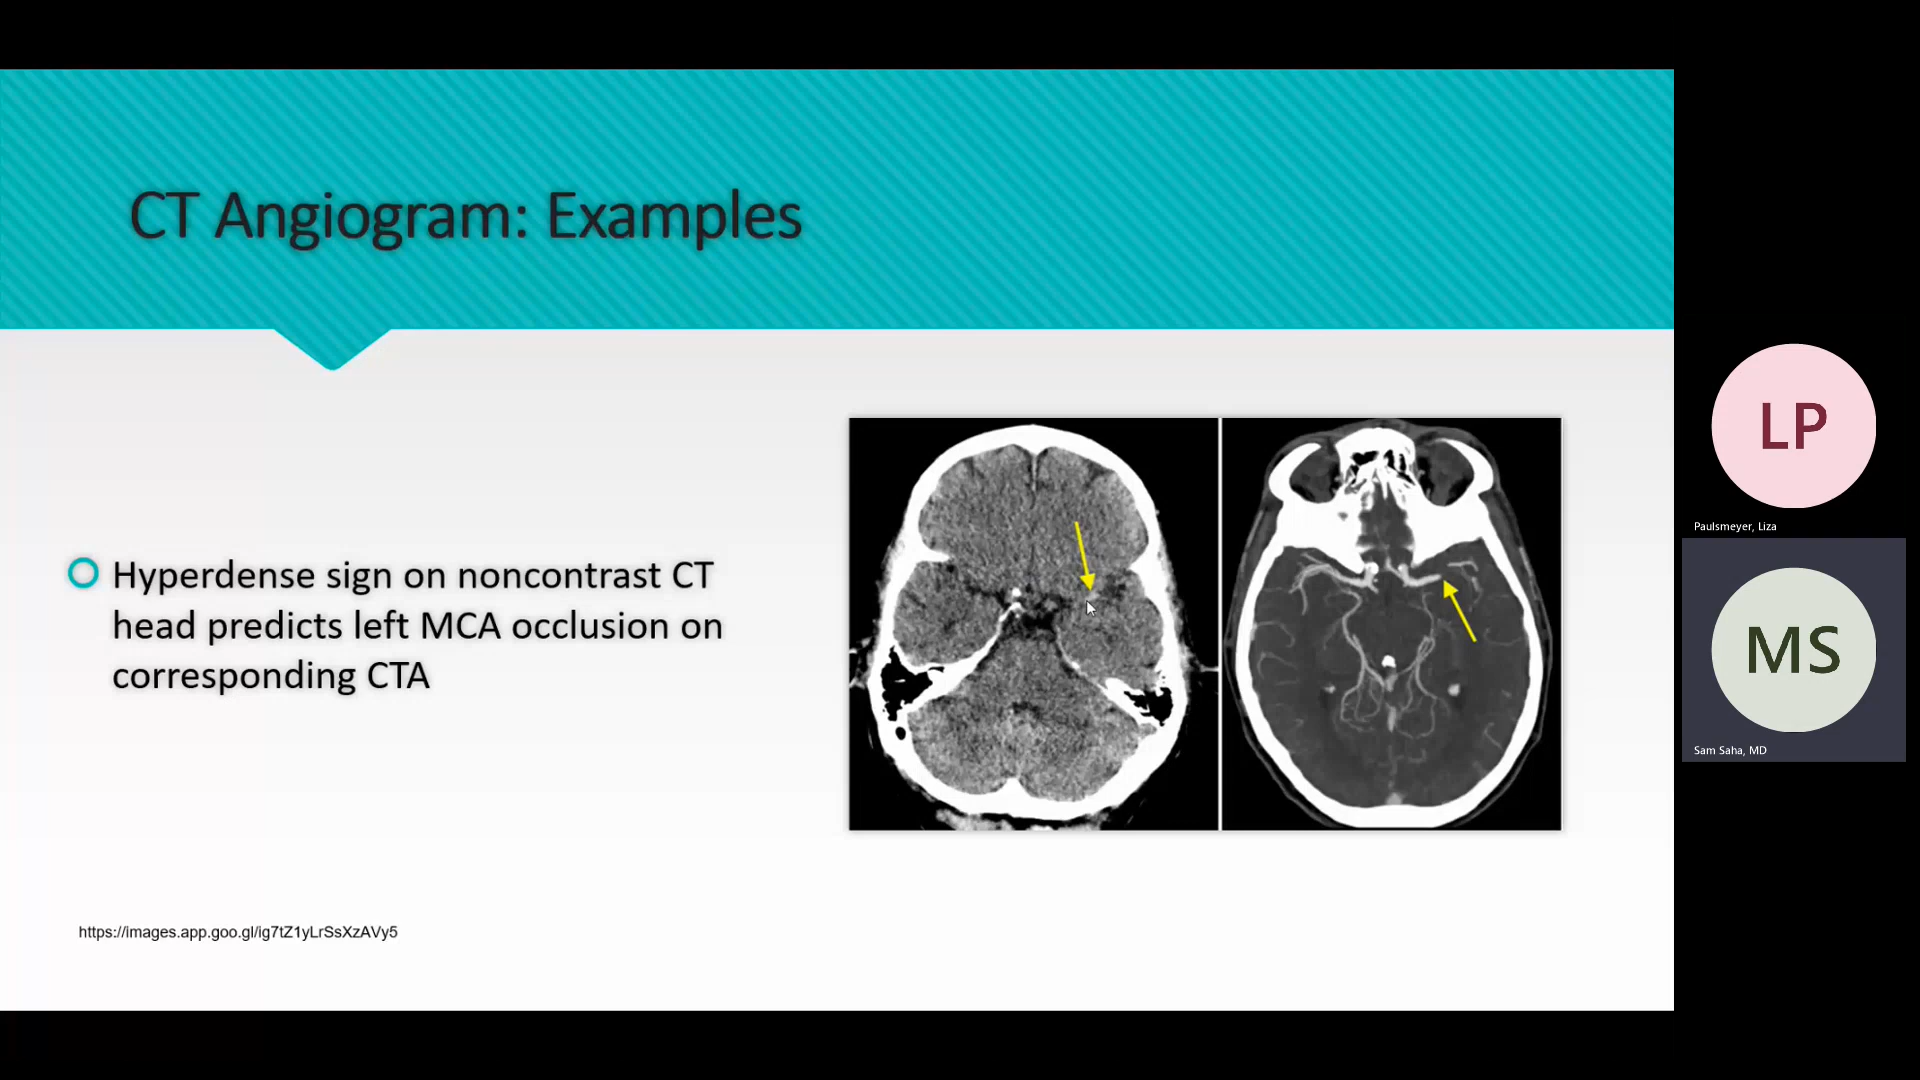 CT Angiogram: Examples
Hyperdense sign on noncontrast CT
head predicts left MCA occlusion on
corresponding CTA
https://images.app.goo.gl/ig7tZ1yLrSsXzAVy5
LP
Paulsmeyer, Liza
MS
Sam Saha, MD